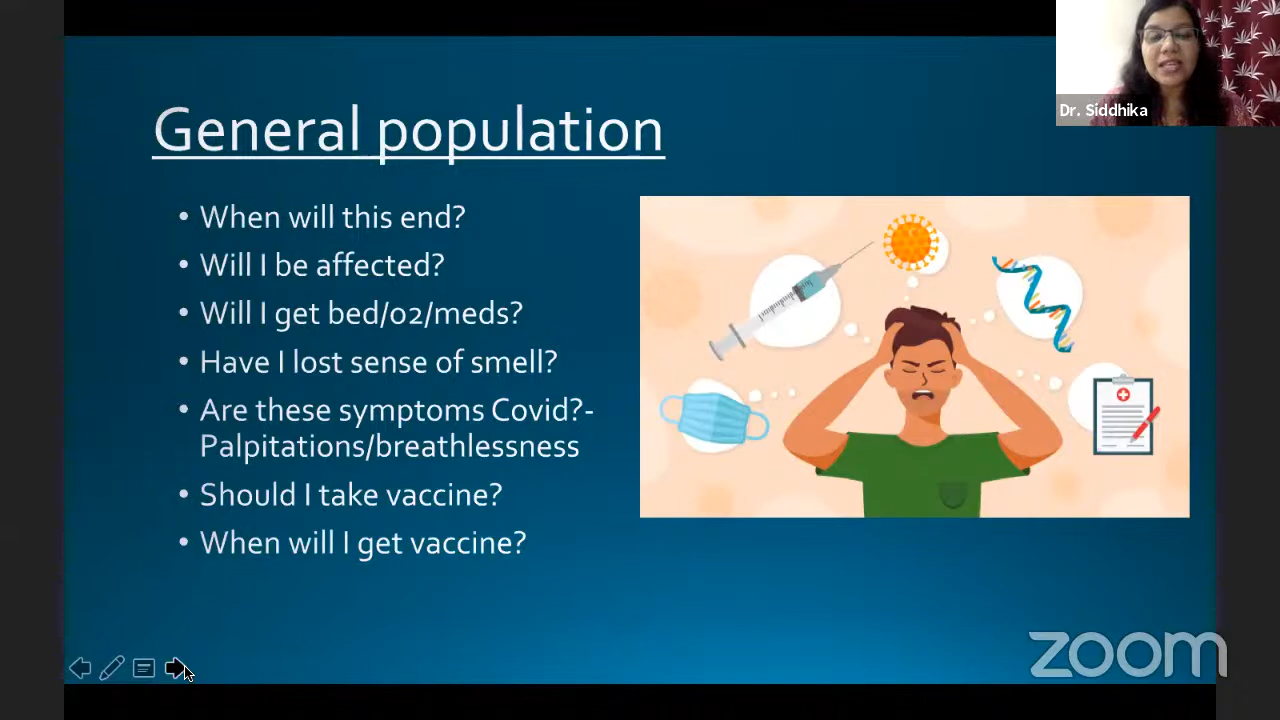 Dr. Siddhika
General population
• When will this end?
• Will I be affected?
• Will I get bed/o2/meds?
• Have I lost sense of smell?
• Are these symptoms Covid?-
Palpitations/breathlessness
• Should I take vaccine?
• When will I get vaccine?
zoom